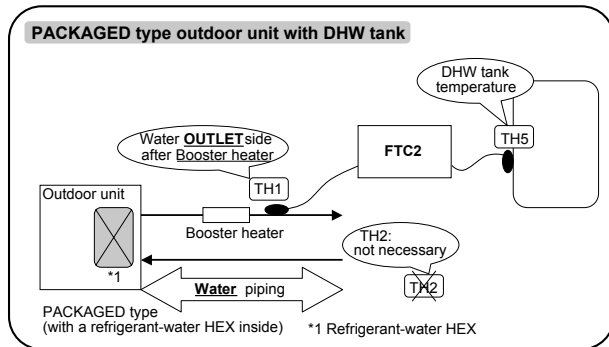 PACKAGED type outdoor unit with DHW tank
DHW tank
temperature
TH5
Water OUTLET side
after Booster heater
FTC2
TH1
Outdoor unit
Booster heater
*1
TH2:
not necessary
TH2
Water piping
PACKAGED type
(with a refrigerant-water HEX inside)
*1 Refrigerant-water HEX